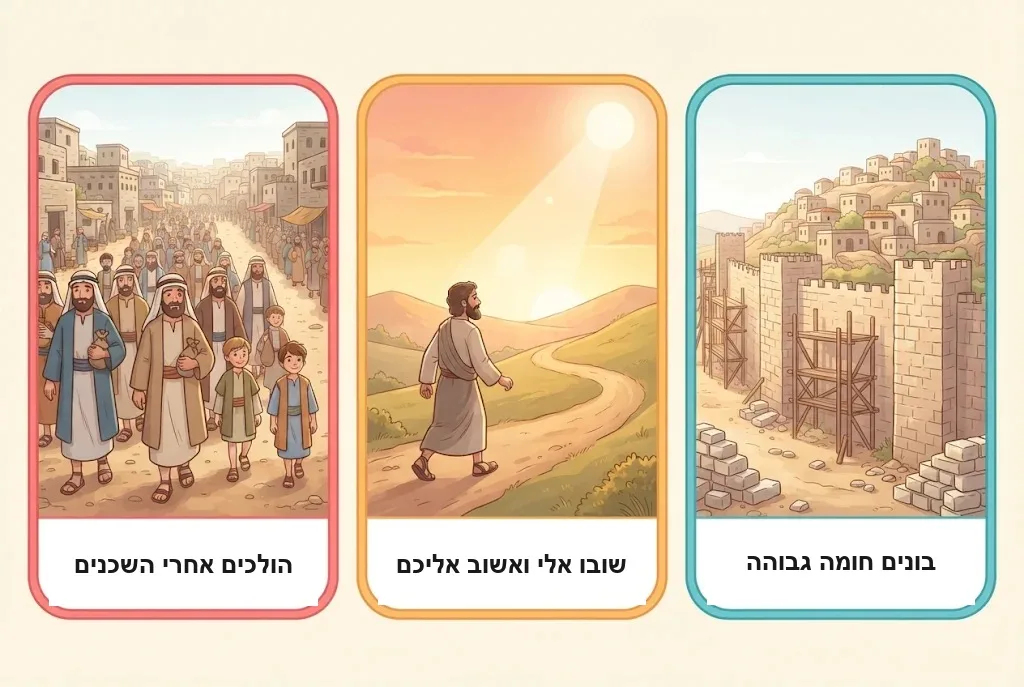 בונים חומה גבוהה
שובו אלי ואשוב אליכם
הולכים אחרי השכנים